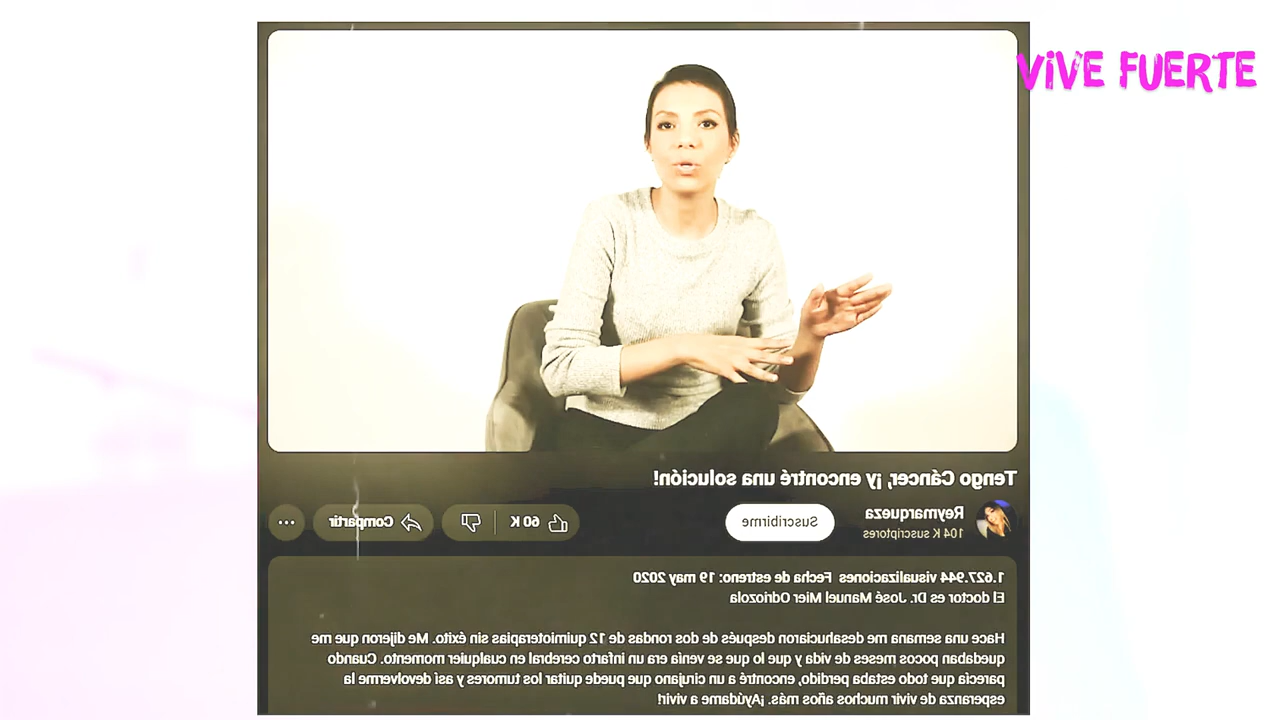 ViVE FUERTE
Tengo Cáncer, ¡y encontré una solución!
Reymarqueza
104 K suscriptores
Suscribirme
60 K
Compartir
1.627.944 visualizaciones Fecha de estreno: 19 may 2020
El doctor es Dr. José Manuel Mier Odriozola
Hace una semana me desahuciaron después de dos rondas de 12 quimioterapias sin éxito. Me dijeron que me
quedaban pocos meses de vida y que lo que se venía era un infarto cerebral en cualquier momento. Cuando
parecía que todo estaba perdido, encontré a un cirujano que puede quitar los tumores y así devolverme la
esperanza de vivir muchos años más. ¡Ayúdame a vivir!